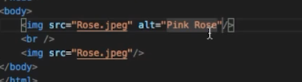 <body>
<img src="Rose.jpeg" alt="Pink Rose"/>
<br />
<img src="Rose.jpeg"/>
</body>
</html>